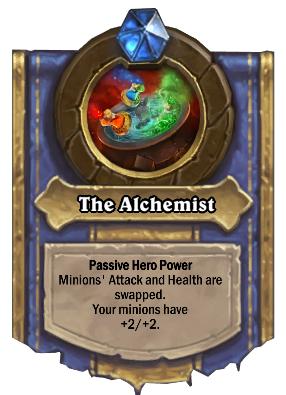 The Alchemist
Passive Hero Power
Minions' Attack and Health are
swapped.
Your minions have
+2/+2.